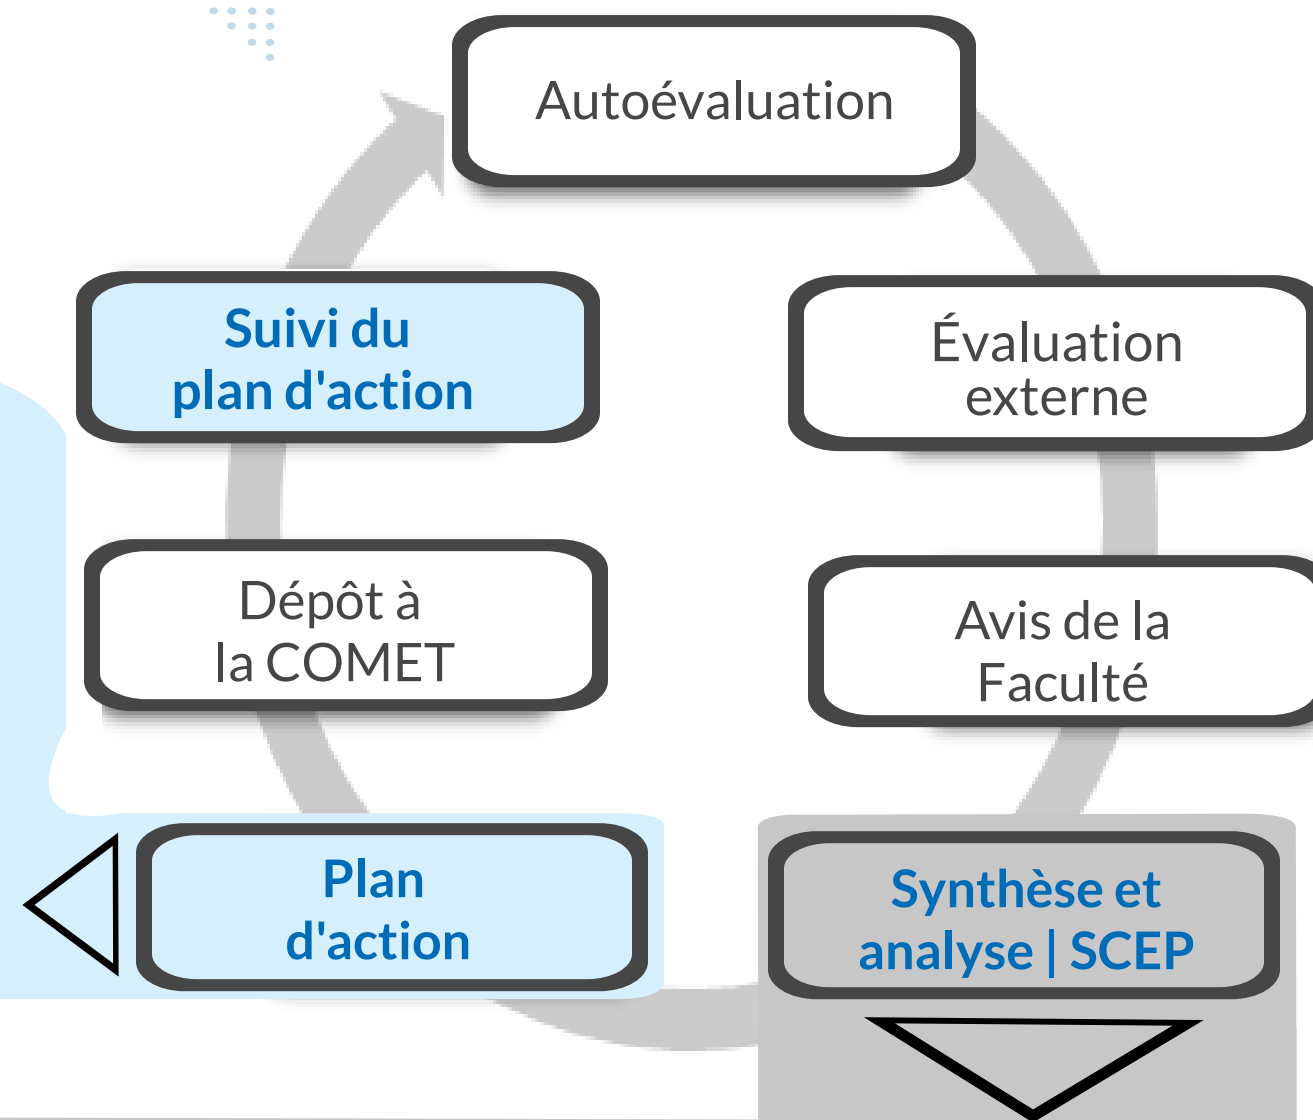 Autoévaluation
Évaluation
externe
Avis de la
Faculté
Synthèse et
analyse | SCEP
Plan
d'action
Dépôt à
la COMET
Suivi du
plan d'action